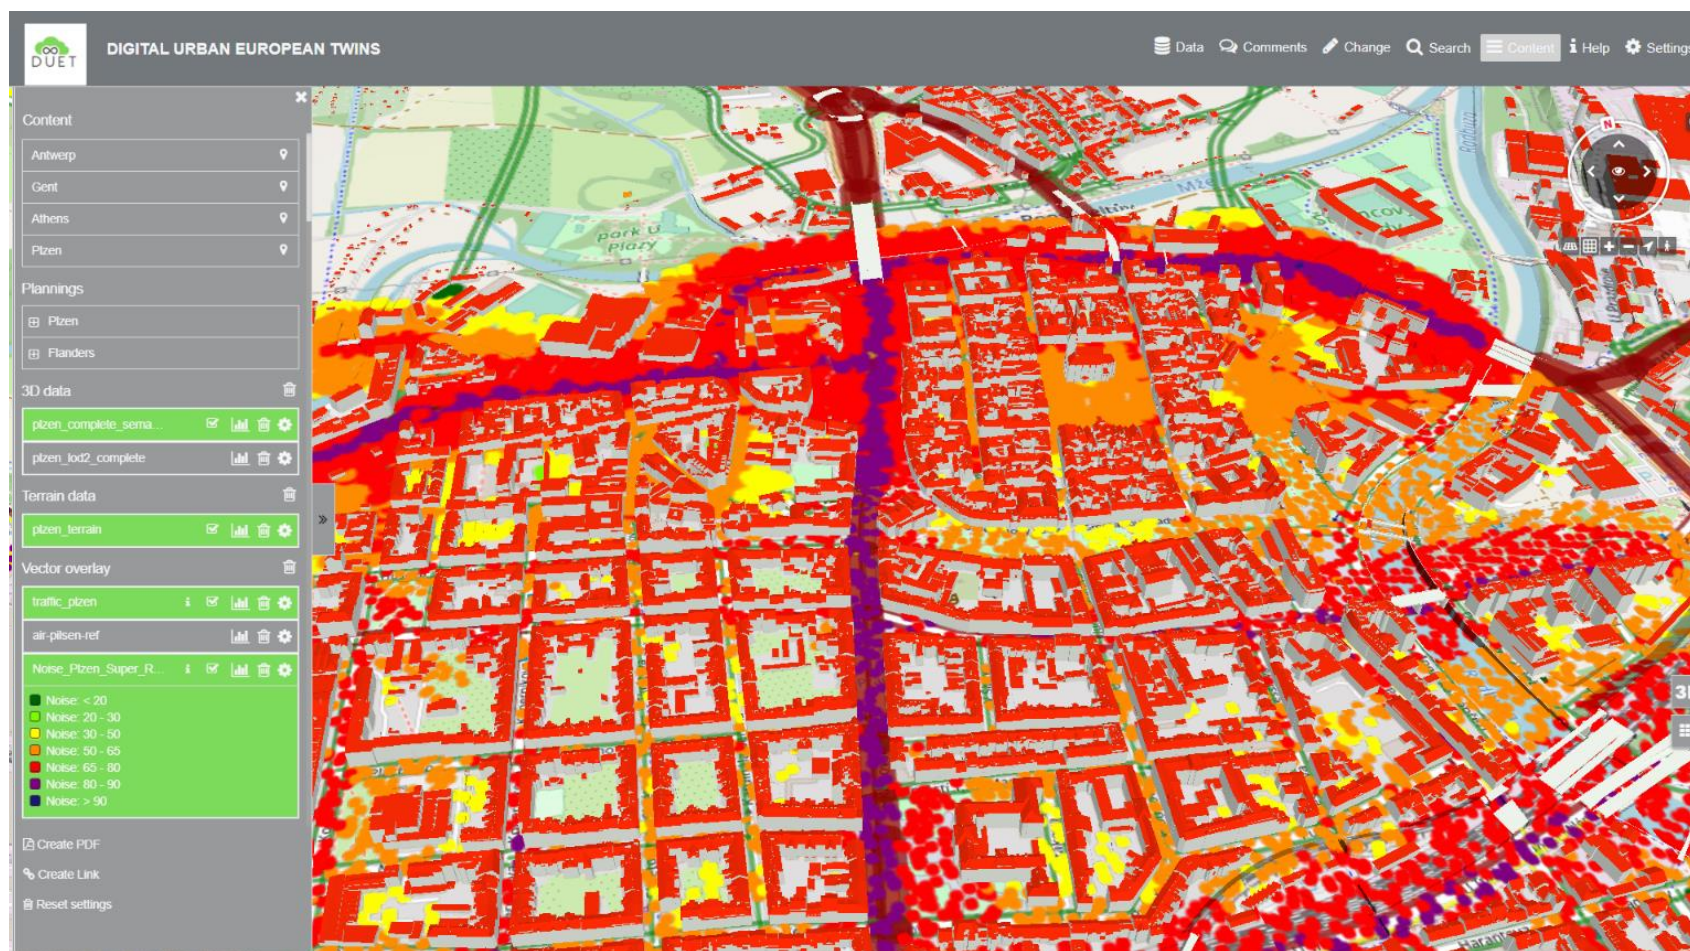 DUET
DIGITAL URBAN EUROPEAN TWINS
Data
Comments
Change
Search
Content
Help
Settings
Content
Antwerp
Gent
Athens
Plzen
Plannings
Plzen
Flanders
3D data
plzen_complete_sema...
plzen_lod2_complete
Terrain data
plzen_terrain
Vector overlay
traffic_plzen
air-pilsen-ref
Noise_Plzen_Super_R...
Noise: < 20
Noise: 20 - 30
Noise: 30 - 50
Noise: 50 - 65
Noise: 65 - 80
Noise: 80 - 90
Noise: > 90
Create PDF
Create Link
Reset settings
park U
Plazy
N